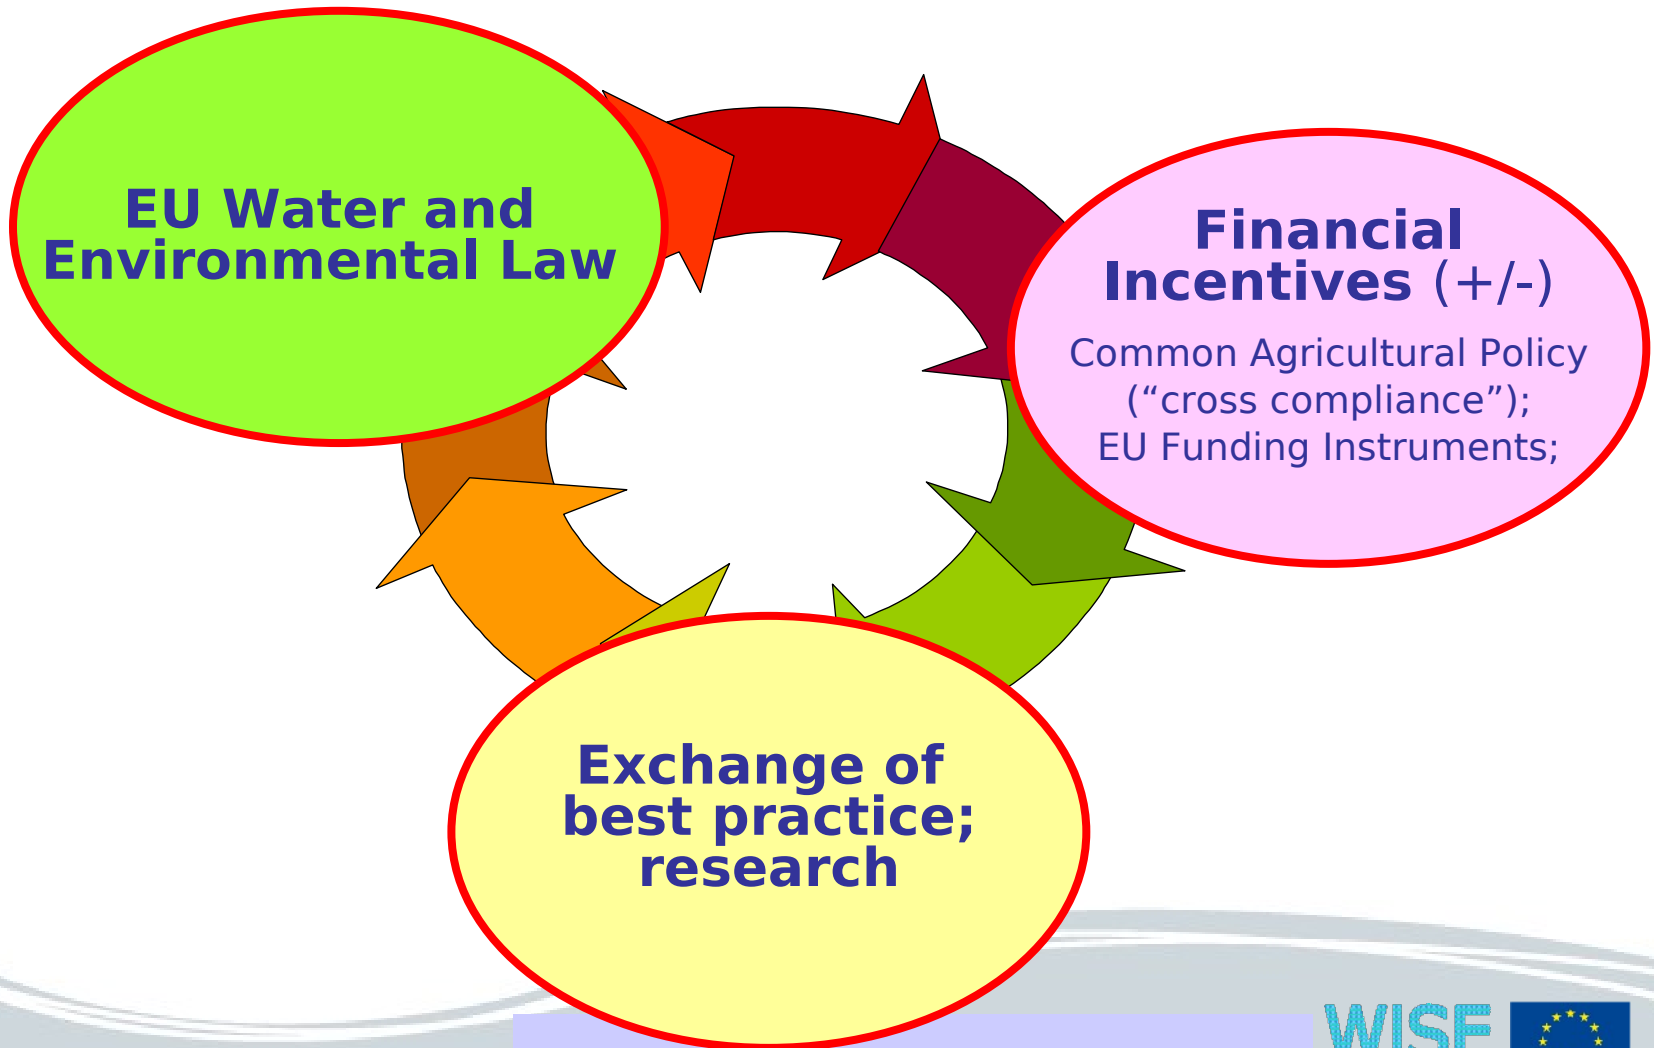 EU Water and
Environmental Law
Financial
Incentives (+/-)
Common Agricultural Policy
(“cross compliance”);
EU Funding Instruments;
Exchange of
best practice;
research
WISE